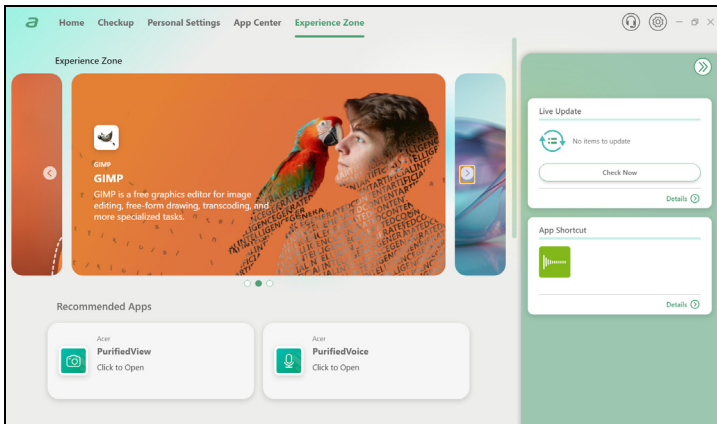 a
Home Checkup Personal Settings App Center Experience Zone
Experience Zone
GIMP
GIMP
GIMP is a free graphics editor for image
editing, free-form drawing, transcoding, and
more specialized tasks.
Recommended Apps
Acer
PurifiedView
Click to Open
Acer
PurifiedVoice
Click to Open
Live Update
No items to update
Check Now
Details
App Shortcut
Details